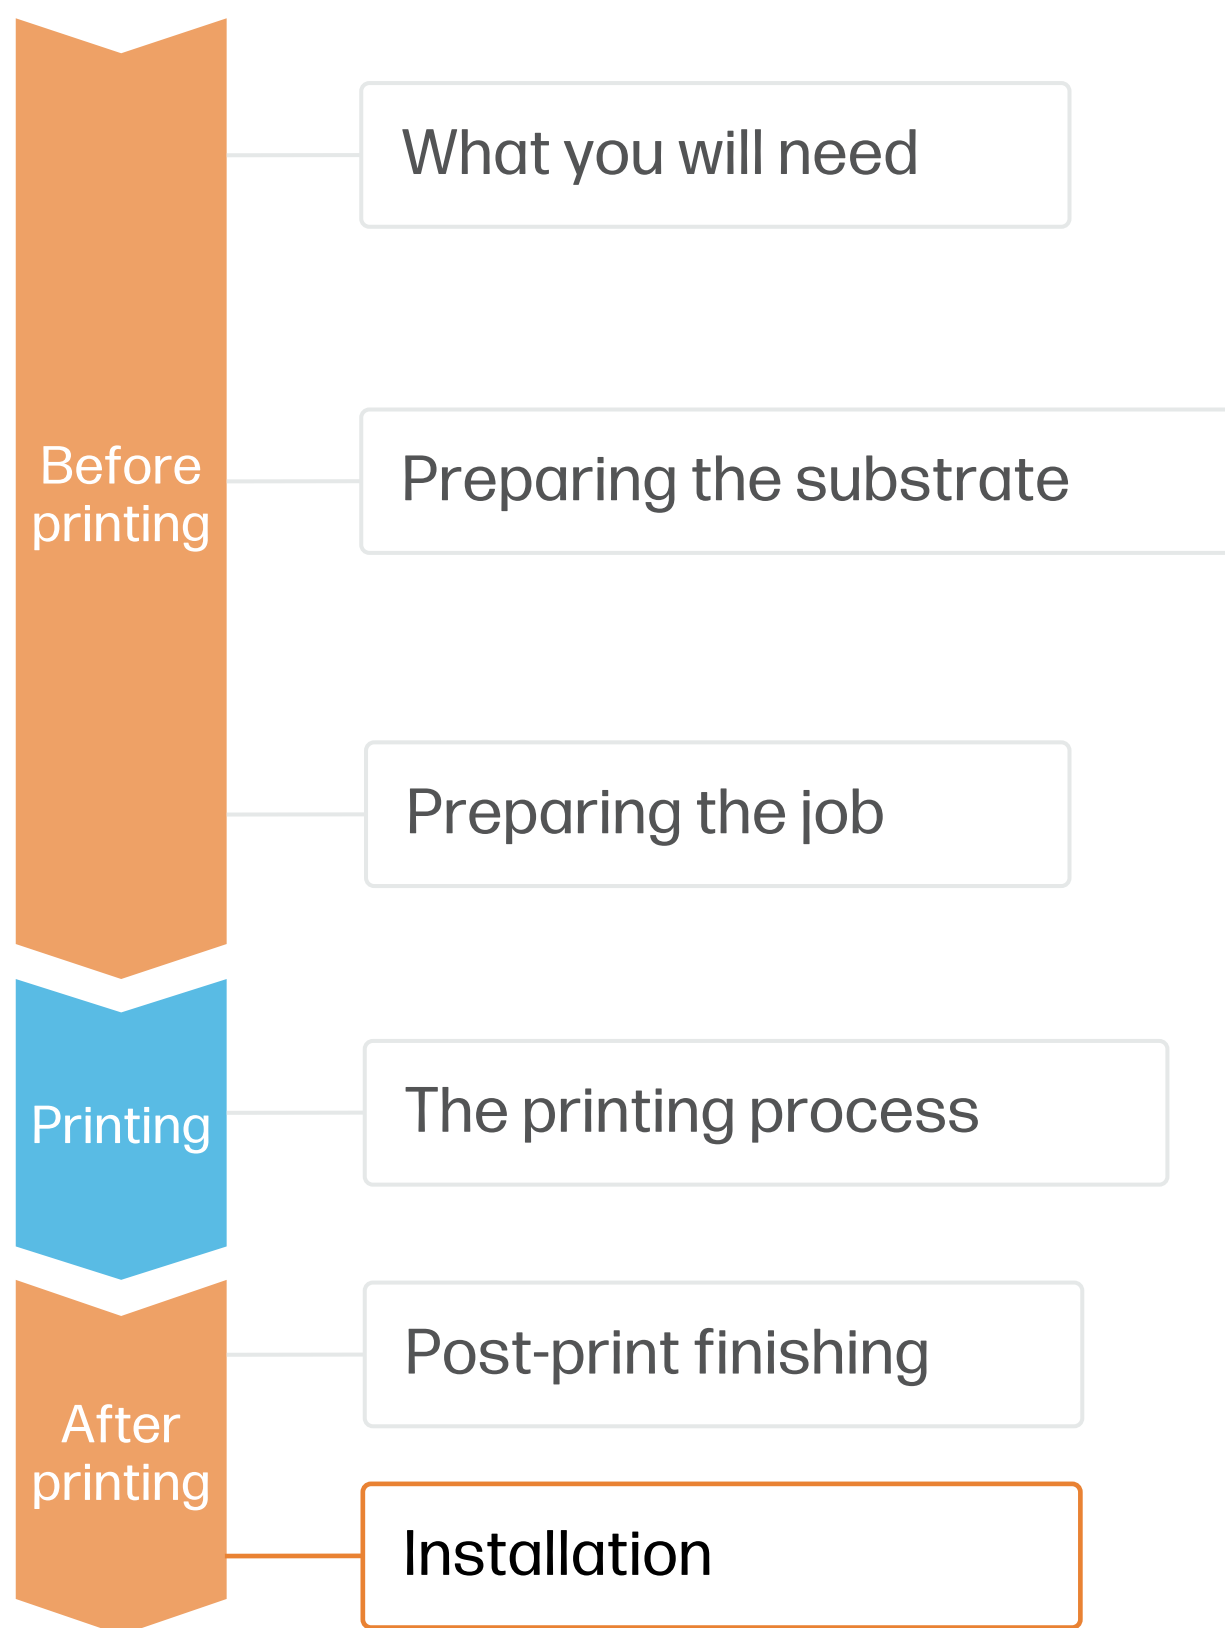 What you will need
Before
printing
Preparing the substrate
Preparing the job
Printing
The printing process
Post-print finishing
After
printing
Installation